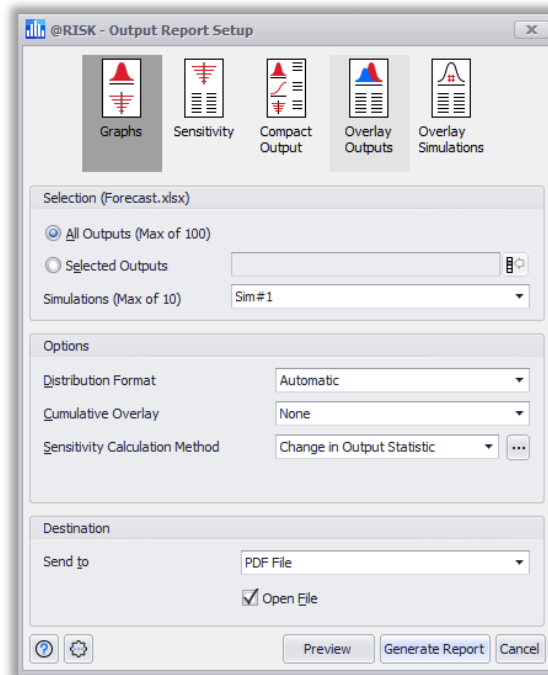 @RISK - Output Report Setup
Graphs
Sensitivity
Compact
Output
Overlay
Outputs
Overlay
Simulations
Selection (Forecast.xlsx)
All Outputs (Max of 100)
Selected Outputs
Simulations (Max of 10)
Sim#1
Options
Distribution Format
Automatic
Cumulative Overlay
None
Sensitivity Calculation Method
Change in Output Statistic
...
Destination
Send to
PDF File
Open File
?
Preview
Generate Report
Cancel